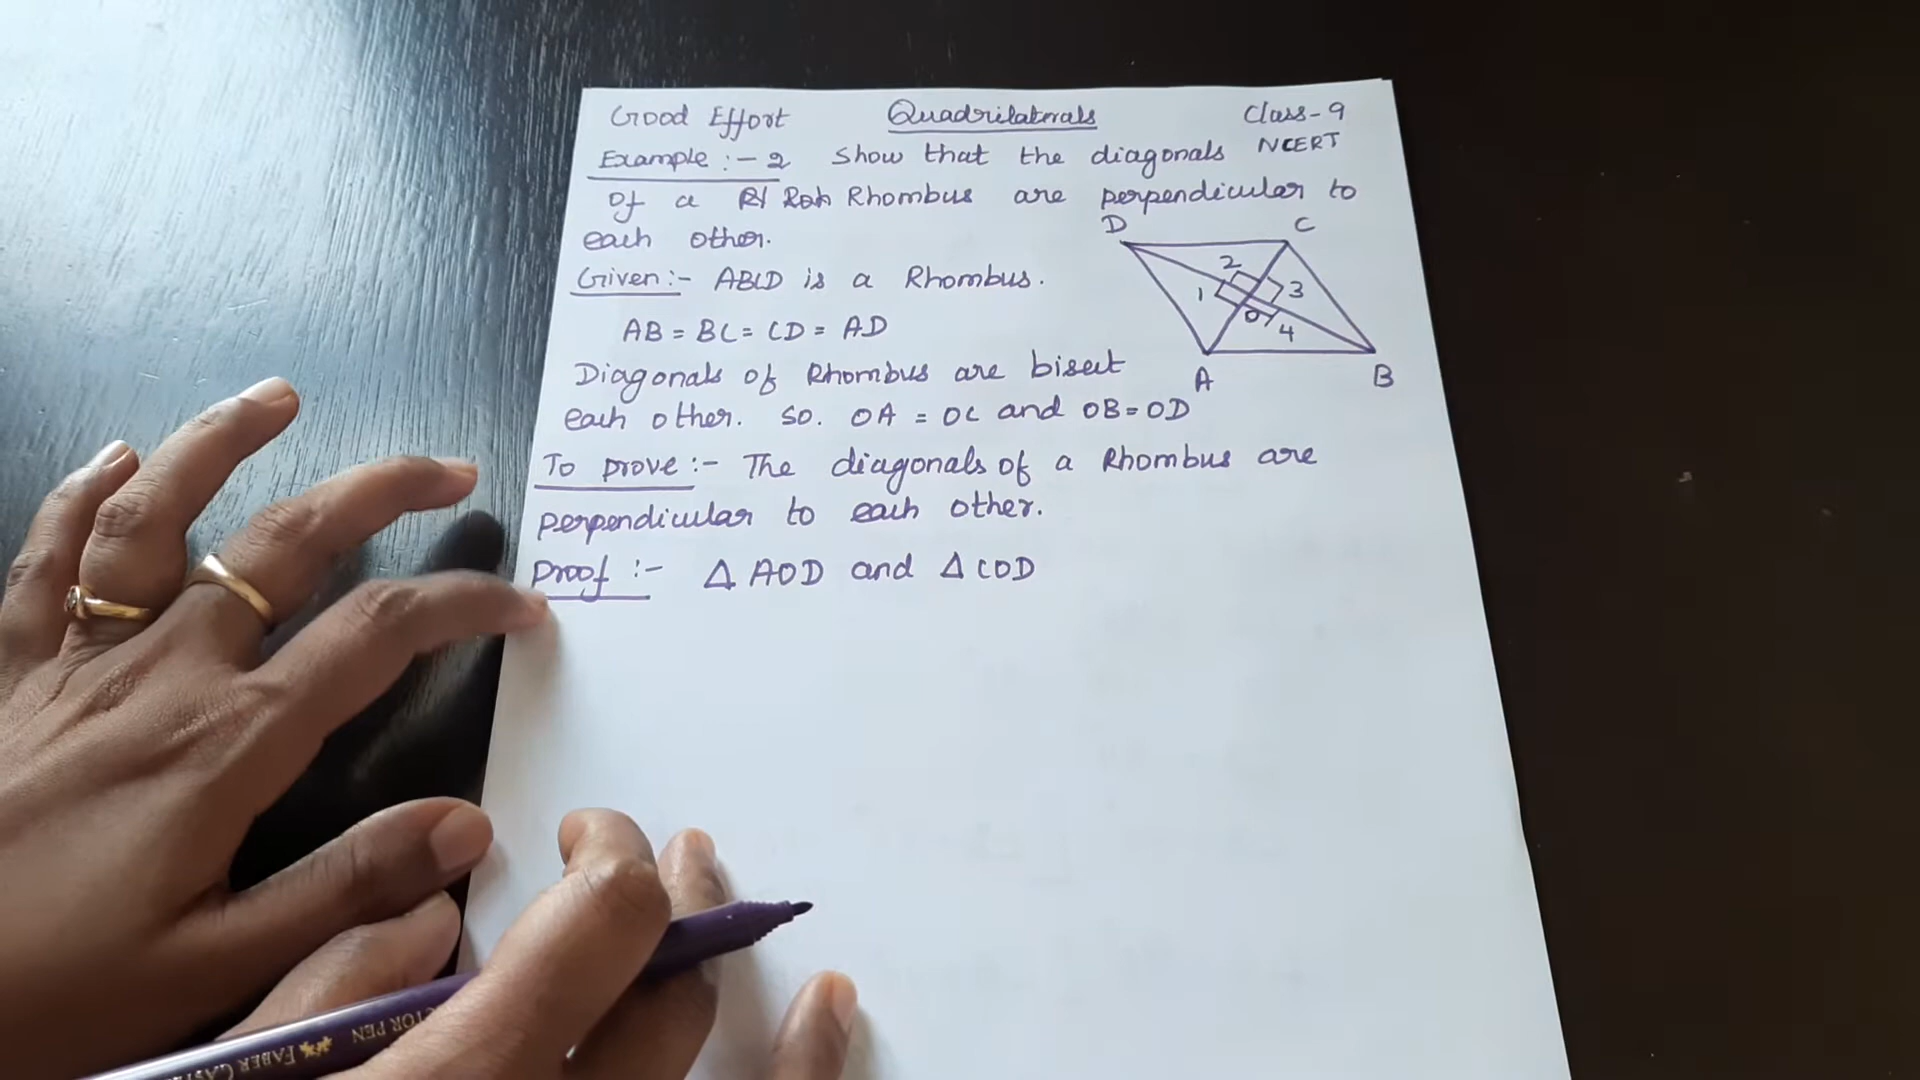 Good Effort Quadrilaterals Class-9
NCERT
Example :- 2 Show that the diagonals
of a Rhombus are perpendicular to
each other.
D C
2
1 3
O 4
A B
Given :- ABCD is a Rhombus.
AB = BC = CD = AD
Diagonals of Rhombus are bisect
each other. So. OA = OC and OB = OD
To prove :- The diagonals of a Rhombus are
perpendicular to each other.
Proof :- Δ AOD and Δ COD
FABER CAST
CTOR PEN